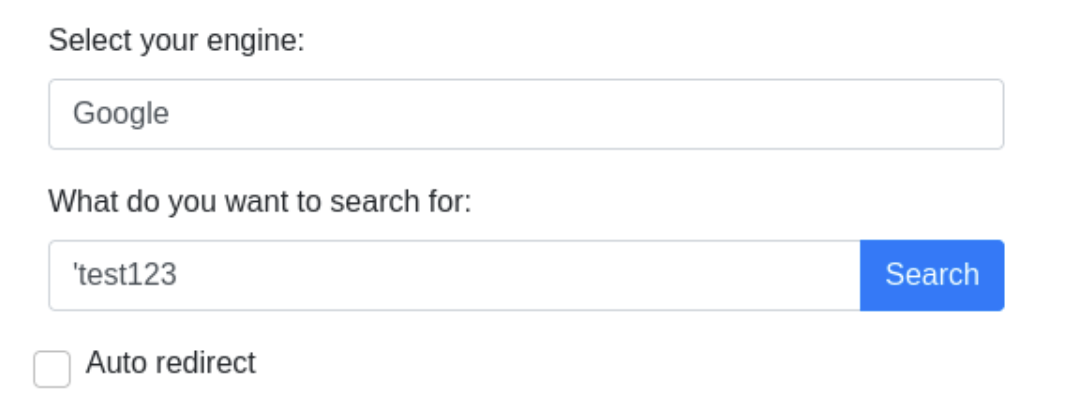 Select your engine:
Google
What do you want to search for:
'test123
Search
Auto redirect